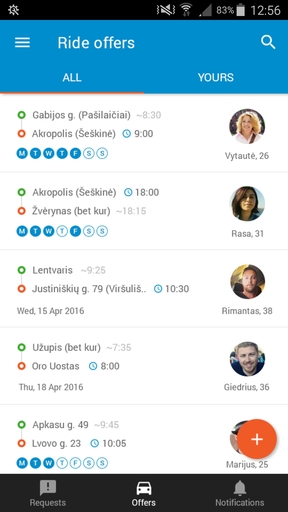 83% 12:56
Ride offers
ALL YOURS
Gabijos g. (Pašilaičiai) ~8:30
Akropolis (Šeškinė) 9:00
M T W T F S S
Vytautė, 26
Akropolis (Šeškinė) 18:00
Žvėrynas (bet kur) ~18:15
M T W T F S S
Rasa, 31
Lentvaris ~9:25
Justiniškių g. 79 (Viršuliš.. 10:30
Wed, 15 Apr 2016
Rimantas, 38
Užupis (bet kur) ~7:35
Oro Uostas 8:00
Thu, 18 Apr 2016
Giedrius, 36
Apkasu g. 49 ~9:45
Lvovo g. 23 10:05
M T W T F S S
Marijus, 25
Requests Offers Notifications